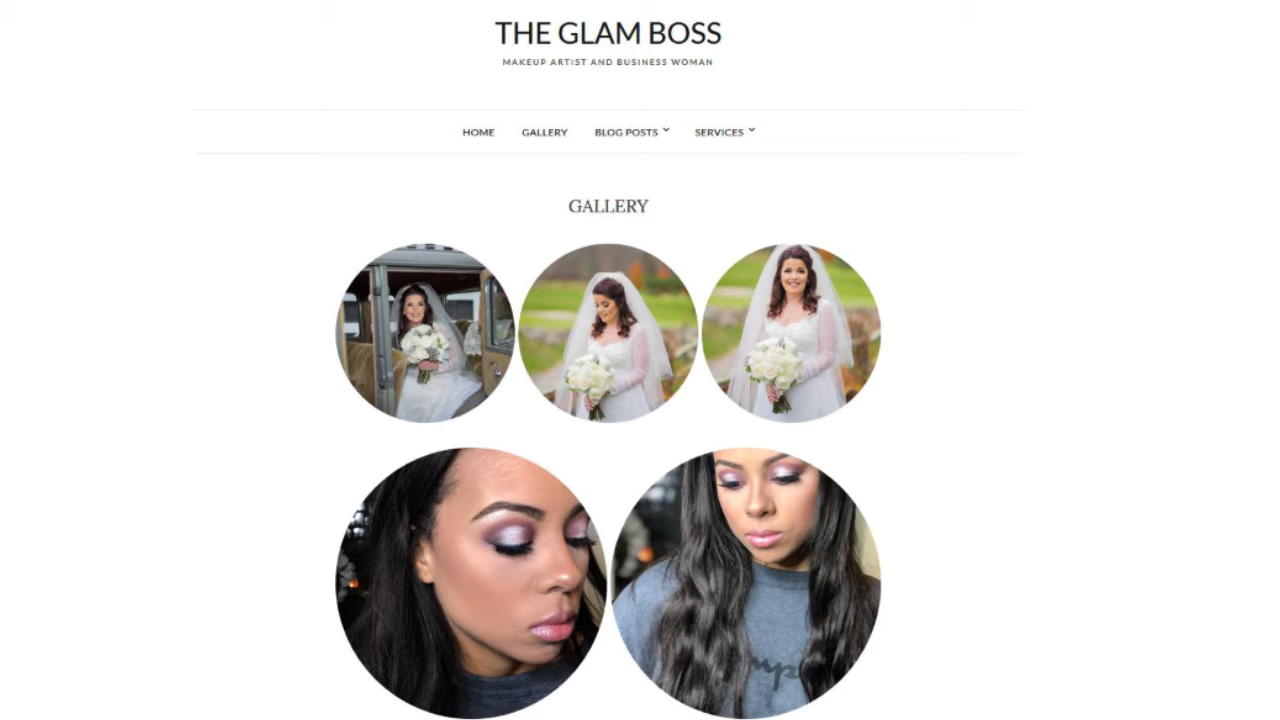 THE GLAM BOSS
MAKEUP ARTIST AND BUSINESS WOMAN
HOME GALLERY BLOG POSTS SERVICES
GALLERY